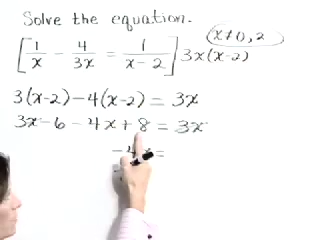 Solve the equation.
(x≠0,2)
[1/x - 4/3x = 1/x-2] 3x(x-2)
3(x-2)-4(x-2) = 3x
3x-6-4x+8 = 3x